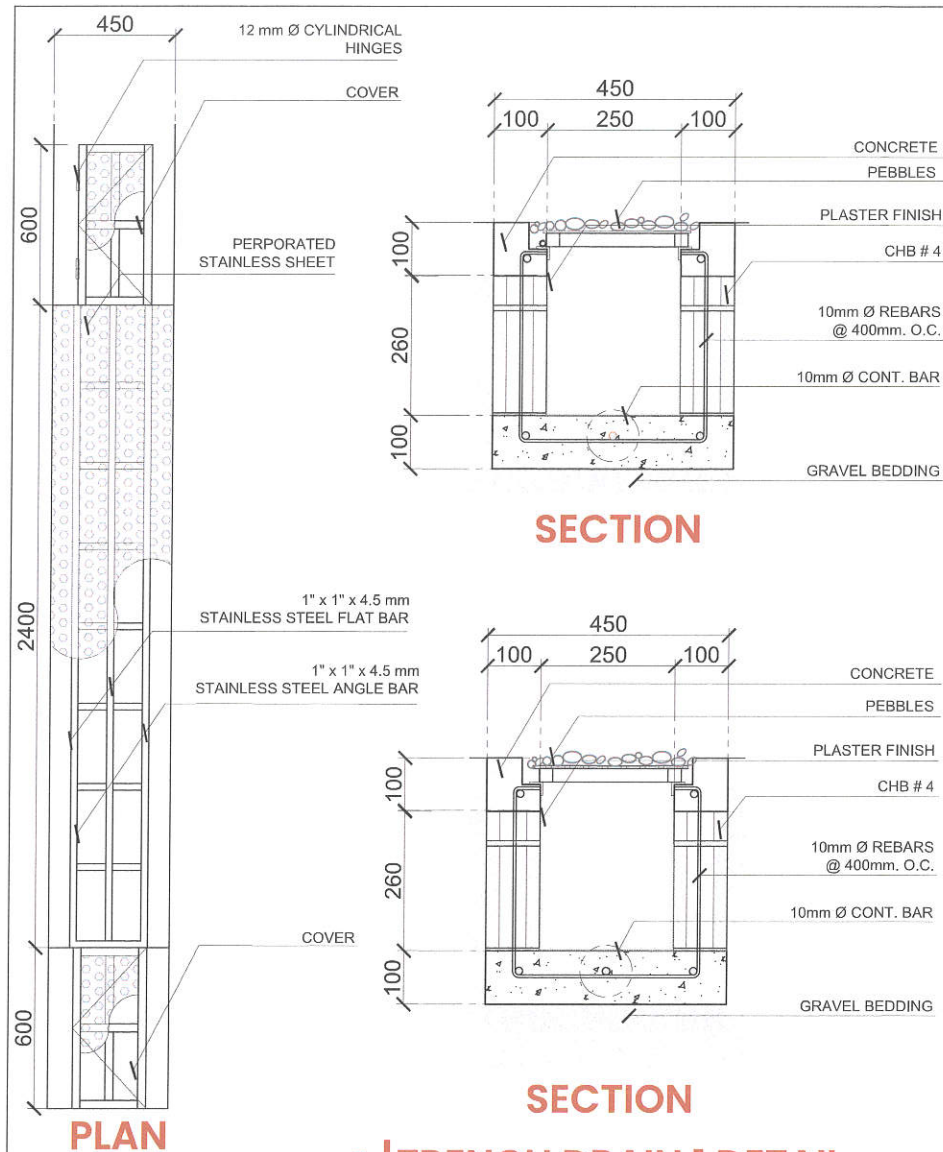 450
12 mm Ø CYLINDRICAL
HINGES
COVER
600
PERPORATED
STAINLESS SHEET
2400
1" x 1" x 4.5 mm
STAINLESS STEEL FLAT BAR
1" x 1" x 4.5 mm
STAINLESS STEEL ANGLE BAR
COVER
600
PLAN
450
100 250 100
CONCRETE
PEBBLES
PLASTER FINISH
CHB # 4
10mm Ø REBARS
@ 400mm. O.C.
10mm Ø CONT. BAR
GRAVEL BEDDING
100
260
100
SECTION
450
100 250 100
CONCRETE
PEBBLES
PLASTER FINISH
CHB # 4
10mm Ø REBARS
@ 400mm. O.C.
10mm Ø CONT. BAR
GRAVEL BEDDING
100
260
100
SECTION